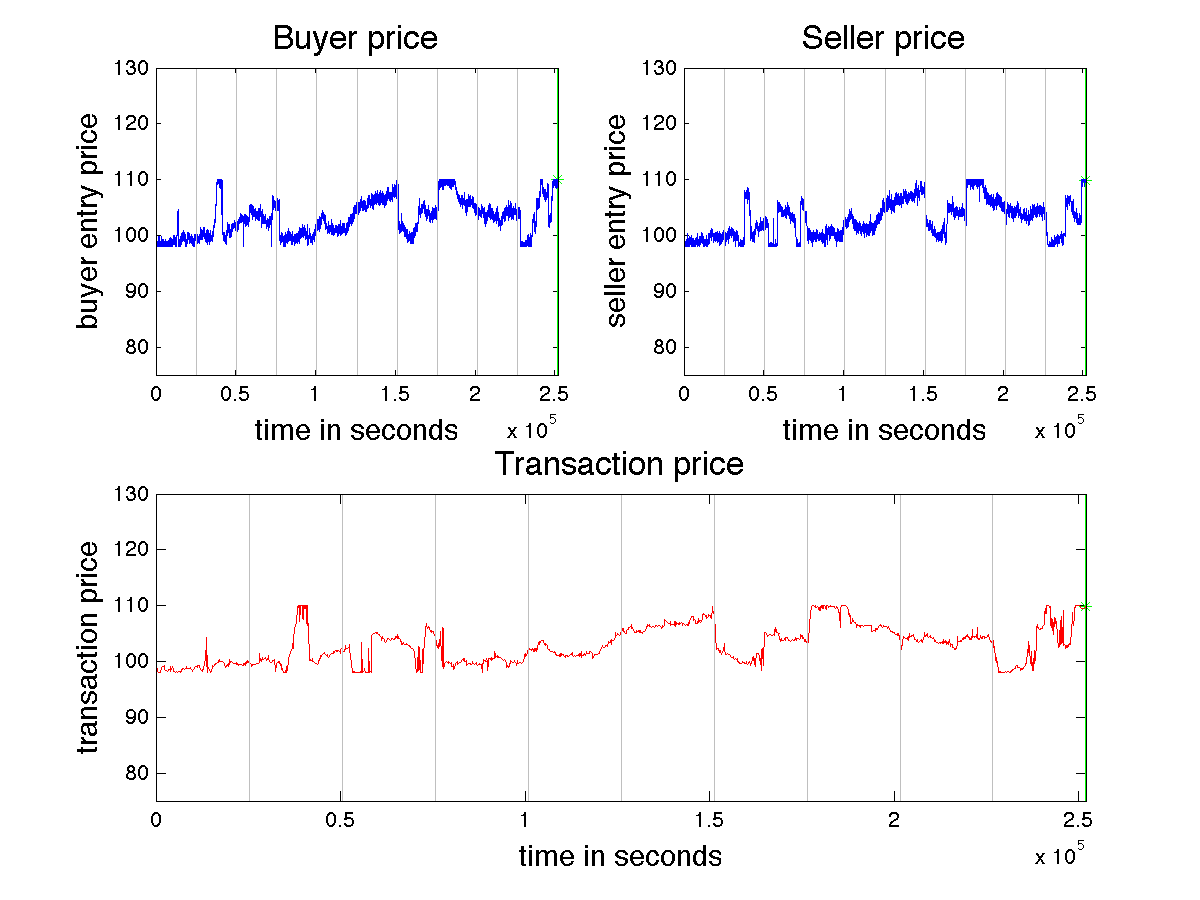 Buyer price
130
120
110
100
90
80
buyer entry price
0 0.5 1 1.5 2 2.5
time in seconds
x 10^5
Seller price
130
120
110
100
90
80
seller entry price
0 0.5 1 1.5 2 2.5
time in seconds
x 10^5
Transaction price
130
120
110
100
90
80
transaction price
0 0.5 1 1.5 2 2.5
time in seconds
x 10^5